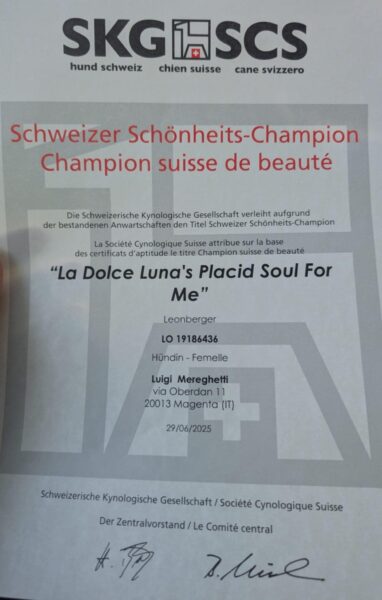 SKG SCS
hund schweiz chien suisse cane svizzero
Schweizer Schönheits-Champion
Champion suisse de beauté
Die Schweizerische Kynologische Gesellschaft verleiht aufgrund
der bestandenen Anwartschaften den Titel Schweizer Schönheits-Champion
La Société Cynologique Suisse attribue sur la base
des certificats d'aptitude le titre Champion suisse de beauté
“La Dolce Luna's Placid Soul For
Me”
Leonberger
LO 19186436
Hündin - Femelle
Luigi Mereghetti
via Oberdan 11
20013 Magenta (IT)
29/06/2025
Schweizerische Kynologische Gesellschaft / Société Cynologique Suisse
Der Zentralvorstand / Le Comité central